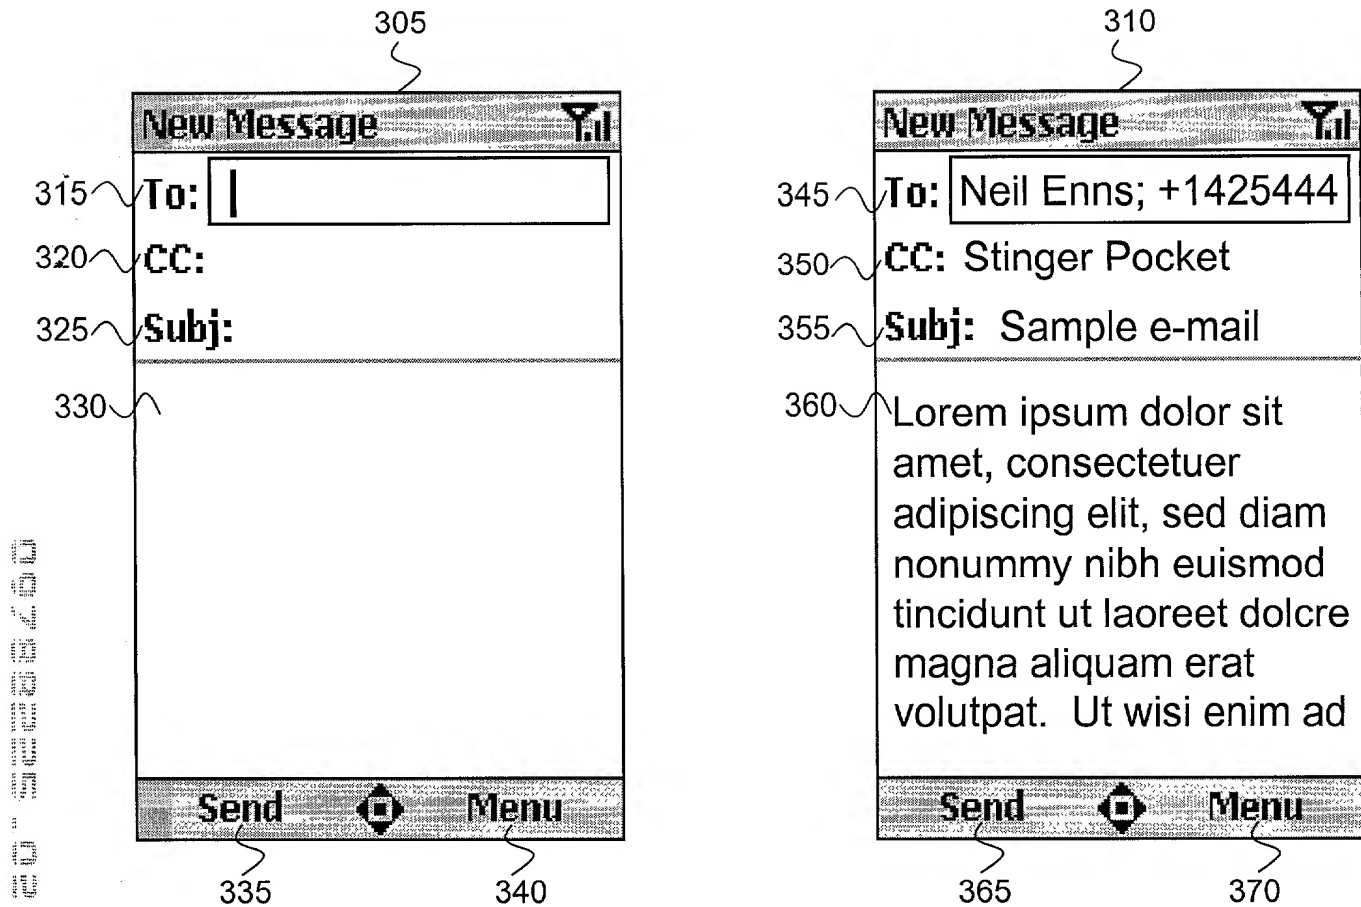 305
New Message
315 To:
320 CC:
325 Subj:
330
Send Menu
335 340
310
New Message
345 To: Neil Enns; +1425444
350 CC: Stinger Pocket
355 Subj: Sample e-mail
360 Lorem ipsum dolor sit
amet, consectetuer
adipiscing elit, sed diam
nonummy nibh euismod
tincidunt ut laoreet dolcre
magna aliquam erat
volutpat. Ut wisi enim ad
Send Menu
365 370